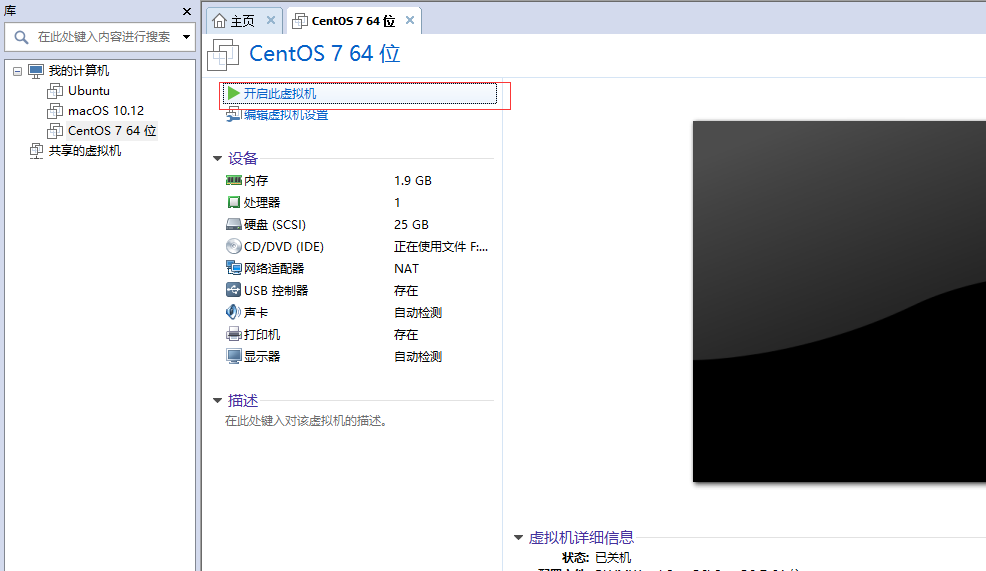 库
主页
CentOS 7 64 位
在此处键入内容进行搜索
CentOS 7 64 位
我的计算机
Ubuntu
macOS 10.12
CentOS 7 64 位
共享的虚拟机
开启此虚拟机
编辑虚拟机设置
设备
内存 1.9 GB
处理器 1
硬盘 (SCSI) 25 GB
CD/DVD (IDE) 正在使用文件 F:...
网络适配器 NAT
USB 控制器 存在
声卡 自动检测
打印机 存在
显示器 自动检测
描述
在此处键入对该虚拟机的描述。
虚拟机详细信息
状态: 已关机